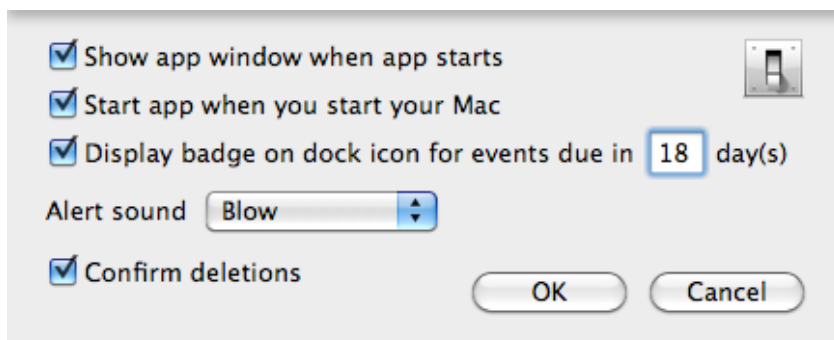 Show app window when app starts
Start app when you start your Mac
Display badge on dock icon for events due in 18 day(s)
Alert sound Blow
Confirm deletions
OK Cancel